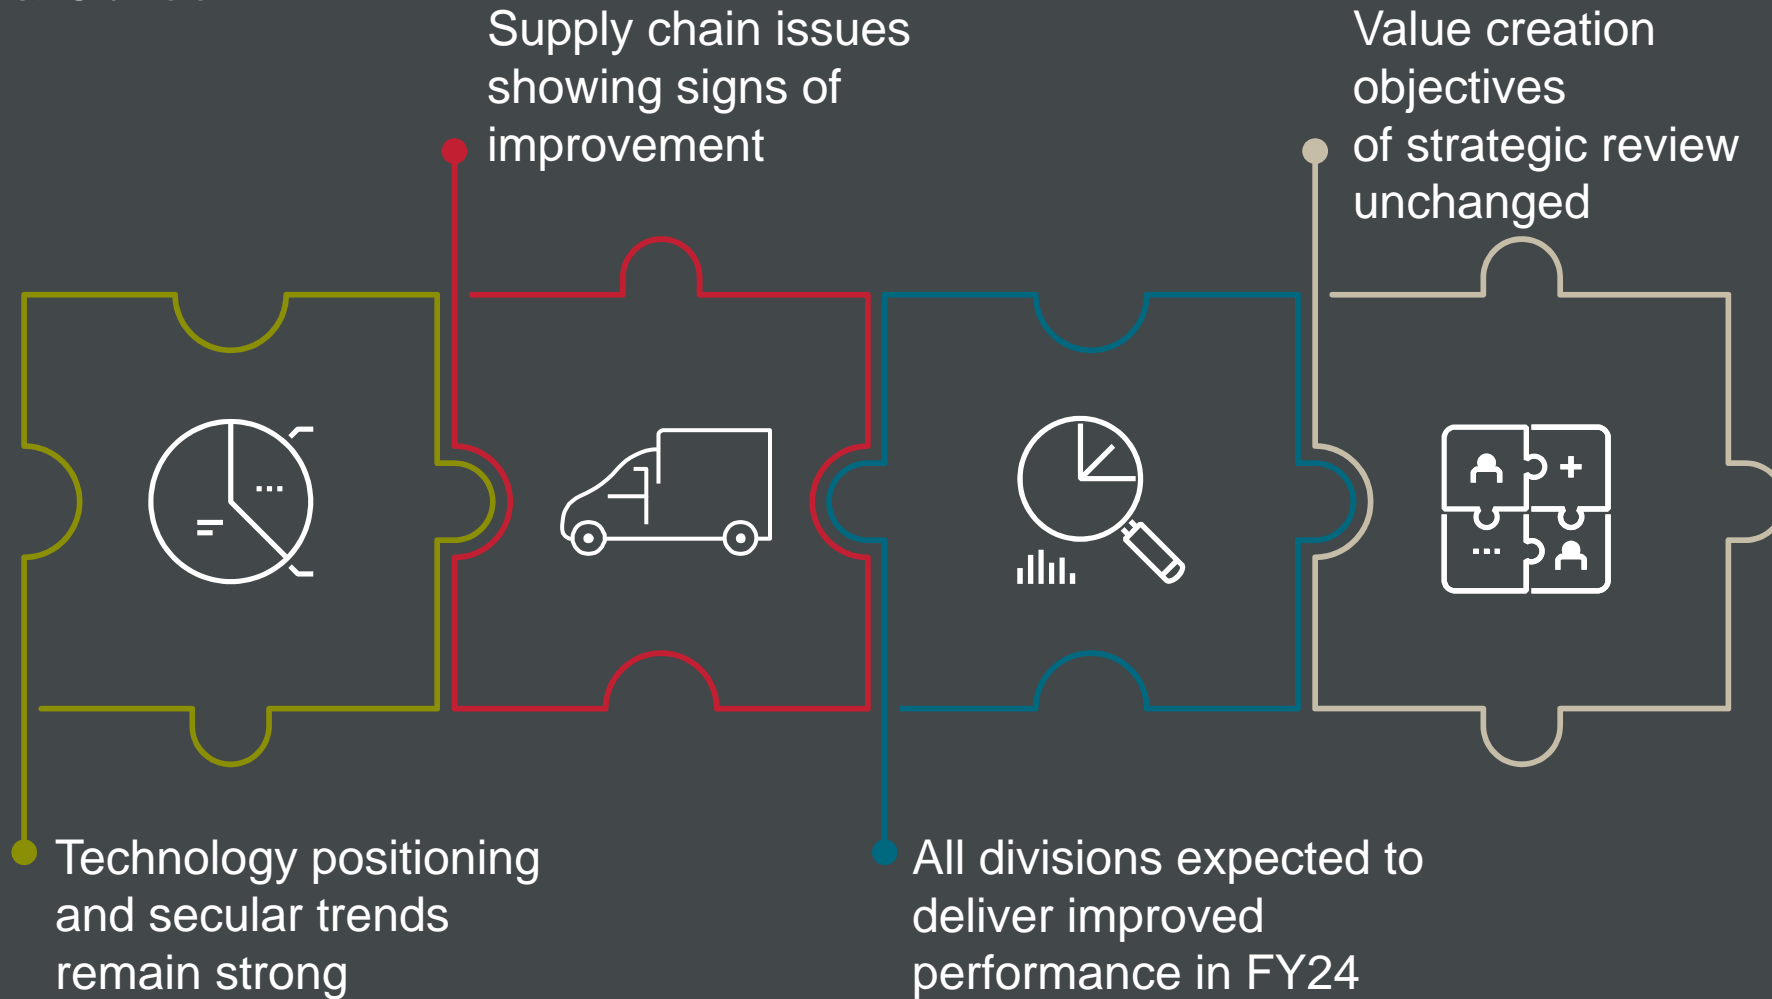 Supply chain issues
showing signs of
improvement
Value creation
objectives
of strategic review
unchanged
Technology positioning
and secular trends
remain strong
All divisions expected to
deliver improved
performance in FY24